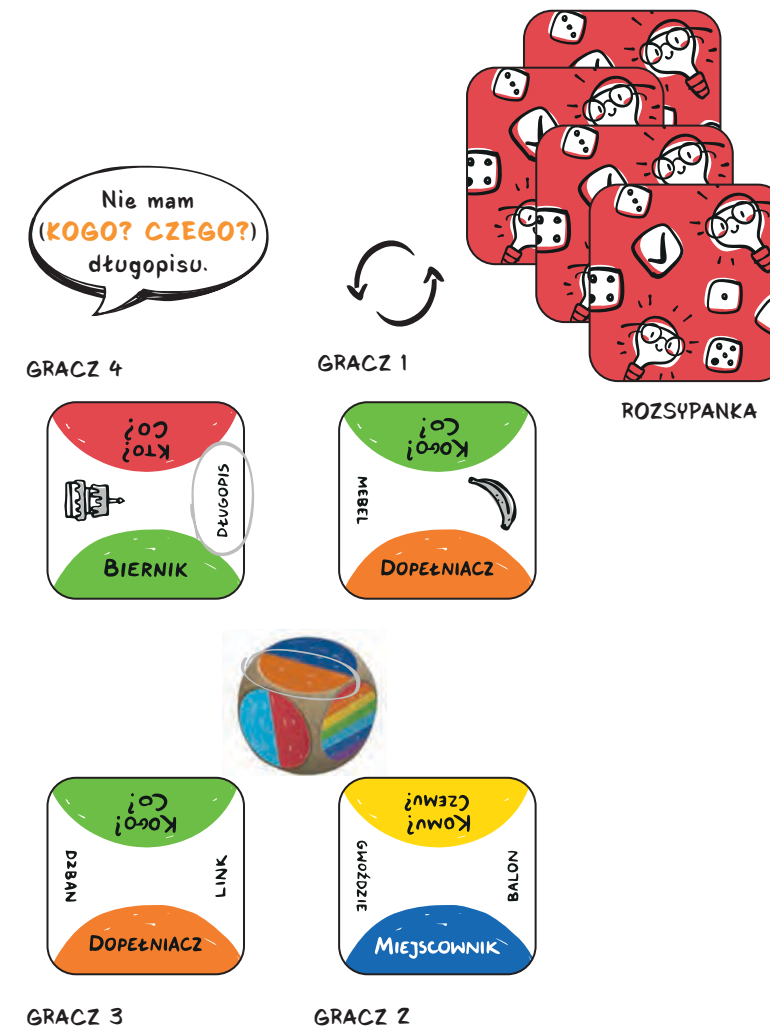 Nie mam
(KOGO? CZEGO?)
długopisu.
GRACZ 4
GRACZ 1
ROZSYPANKA
KTO?
CO?
DŁUGOPIS
BIERNIK
KOGO?
CO?
MEBEL
DOPEŁNIACZ
KOGO?
CO?
DZBAN
LINK
DOPEŁNIACZ
KOMU?
CZEMU?
GWOŹDZIE
BALON
MIEJSCOWNIK
GRACZ 3
GRACZ 2